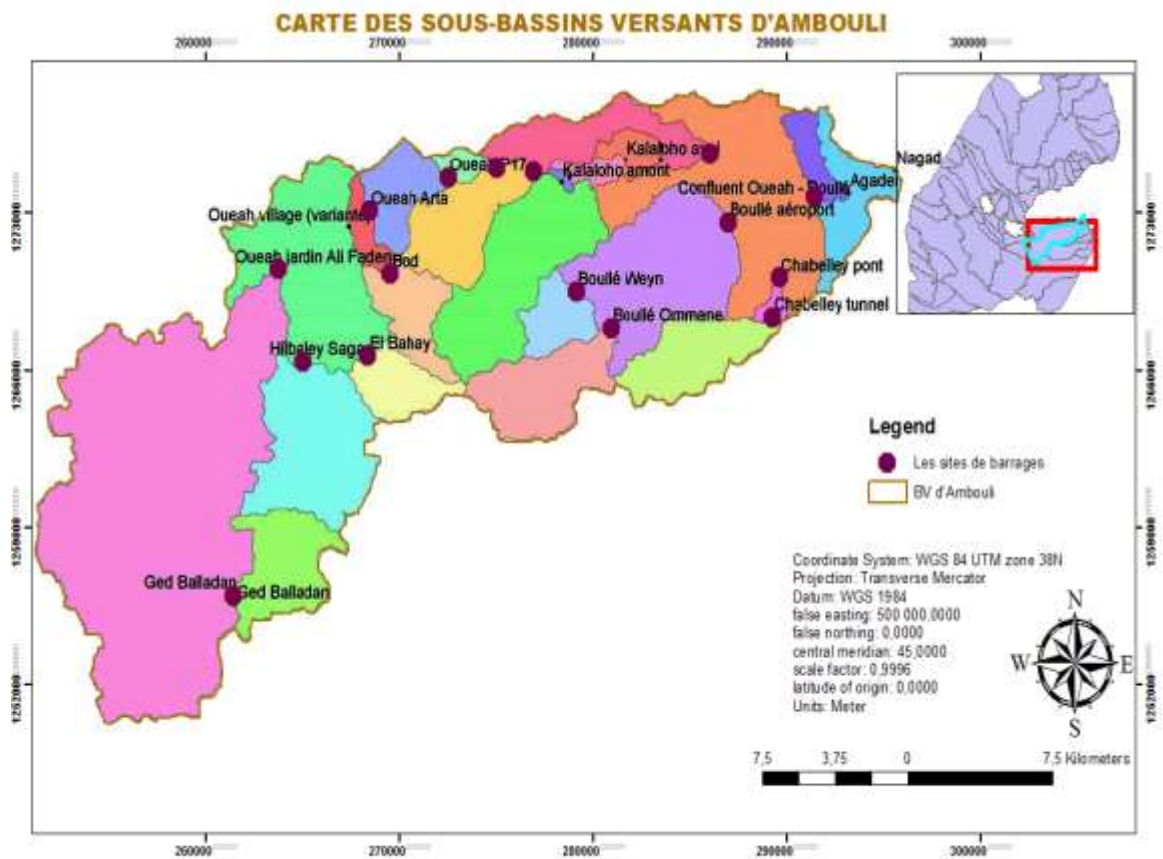 CARTE DES SOUS-BASSINS VERSANTS D'AMBOULI
260000 270000 280000 290000 300000
Nagad
Kalaloho aval
Oueah PK17
Kalaloho amont
Agaden
Oueah Arta
Confluent Oueah - Boullé
Oueah village (variante)
Boullé aéroport
1273000
1273000
Oueah jardin Ali Faden
Bod
Boullé Weyn
Chabelley pont
Boullé Ommane
Chabelley tunnel
Hilbaley Saga
El Bahay
1266000
1266000
Legend
Les sites de barrages
BV d'Ambouli
1259000
1259000
Coordinate System: WGS 84 UTM zone 38N
Projection: Transverse Mercator
Datum: WGS 1984
false easting: 500 000,0000
false northing: 0,0000
central meridian: 45,0000
scale factor: 0,9996
latitude of origin: 0,0000
Units: Meter
Ged Balladan
Ged Balladan
N
W E
S
1252000
1252000
7,5 3,75 0 7,5 Kilometers
260000 270000 280000 290000 300000